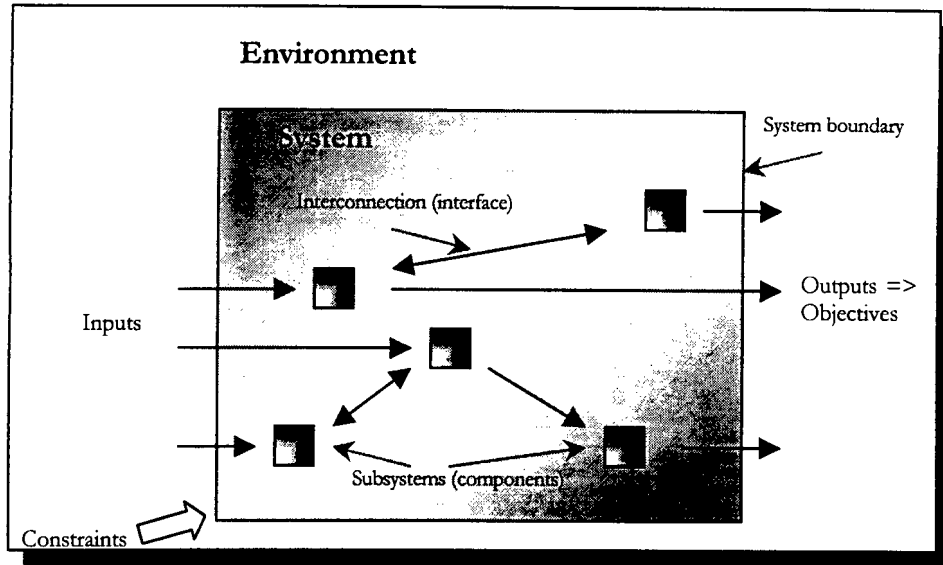 Environment
System
System boundary
Interconnection (interface)
Outputs =>
Objectives
Inputs
Subsystems (components)
Constraints